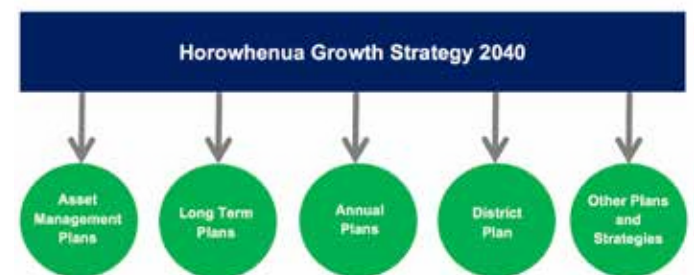 Horowhenua Growth Strategy 2040
Asset
Management
Plans
Long Term
Plans
Annual
Plans
District
Plan
Other Plans
and
Strategies